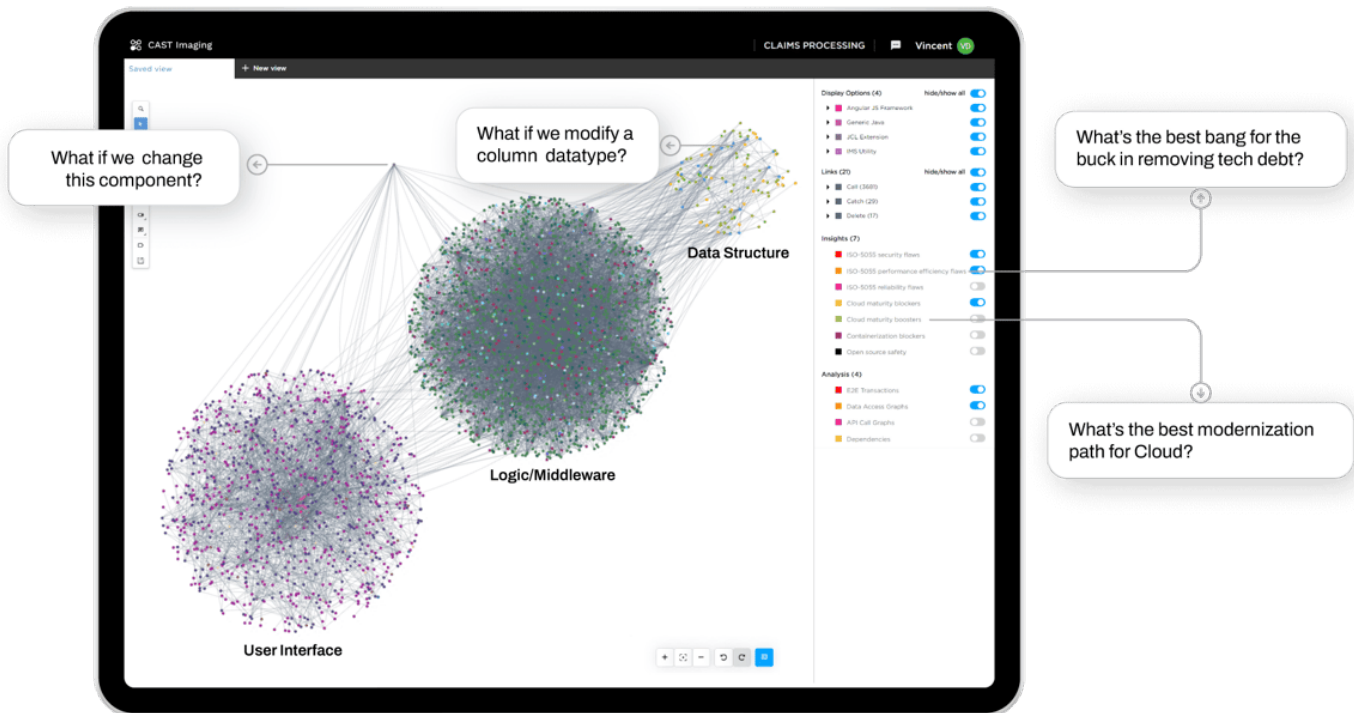 CAST Imaging
CLAIMS PROCESSING
Vincent
VD
Saved view
+ New view
What if we change
this component?
What if we modify a
column datatype?
Data Structure
Logic/Middleware
User Interface
Display Options (4) hide/show all
Angular JS Framework
Generic Java
JCL Extension
IMS Utility
Links (21) hide/show all
Call (3681)
Catch (29)
Delete (17)
Insights (7)
ISO-5055 security flaws
ISO-5055 performance efficiency flaws
ISO-5055 reliability flaws
Cloud maturity blockers
Cloud maturity boosters
Containerization blockers
Open source safety
Analysis (4)
E2E Transactions
Data Access Graphs
API Call Graphs
Dependencies
What's the best bang for the
buck in removing tech debt?
What's the best modernization
path for Cloud?